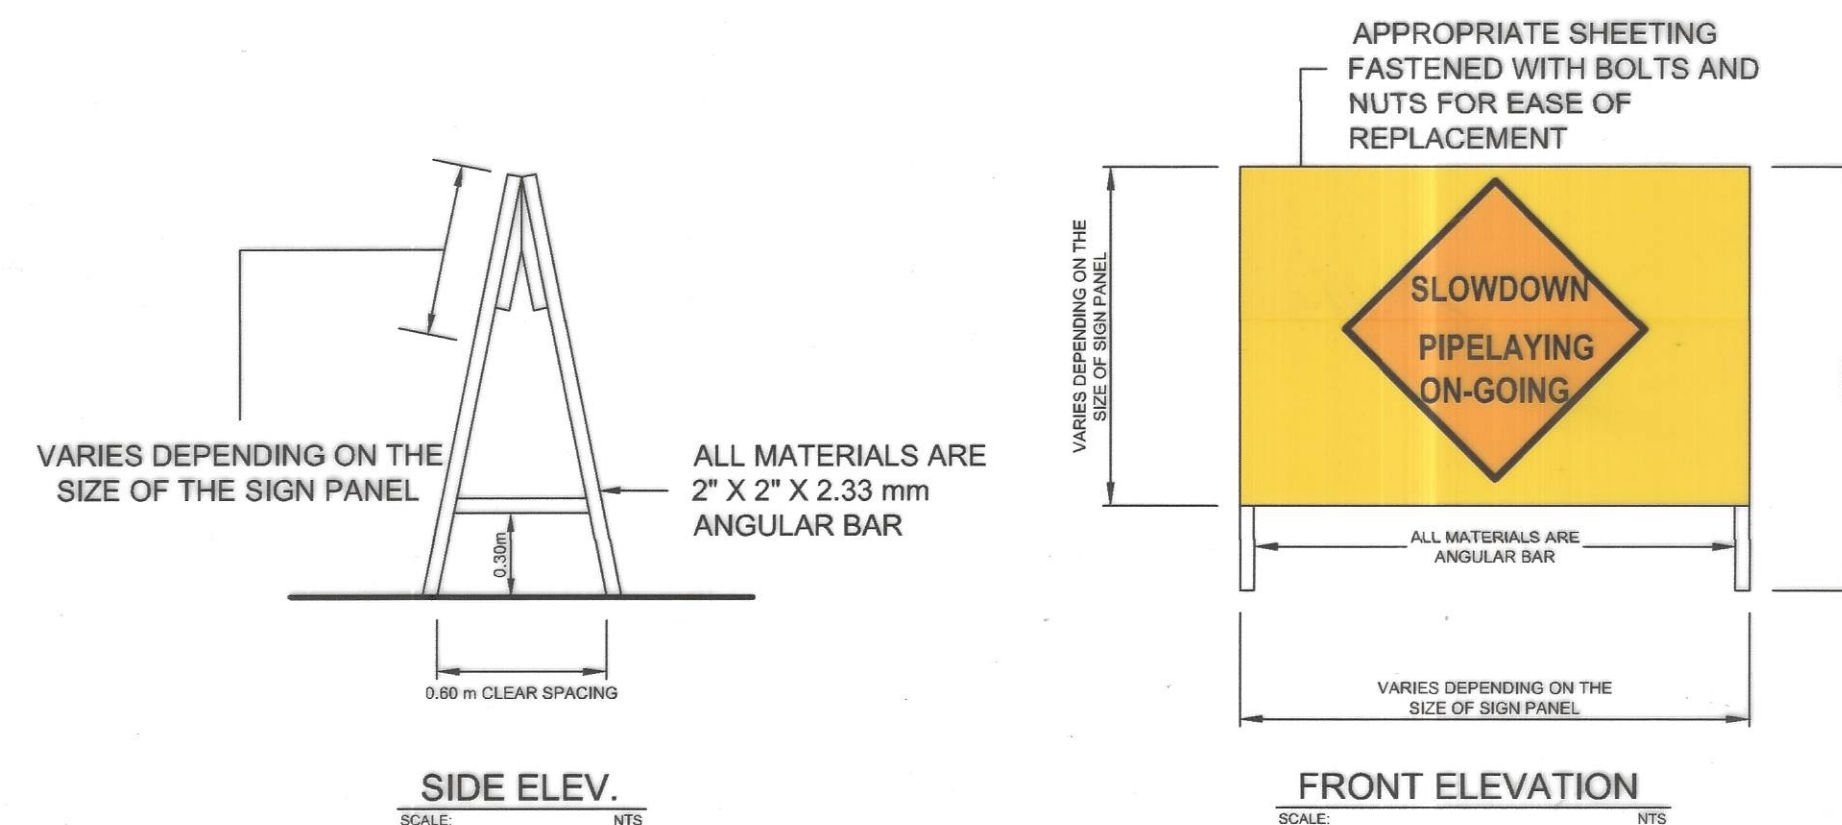 VARIES DEPENDING ON THE
SIZE OF THE SIGN PANEL
ALL MATERIALS ARE
2" X 2" X 2.33 mm
ANGULAR BAR
0.30m
0.60 m CLEAR SPACING
SIDE ELEV.
SCALE: NTS
APPROPRIATE SHEETING
FASTENED WITH BOLTS AND
NUTS FOR EASE OF
REPLACEMENT
VARIES DEPENDING ON THE
SIZE OF SIGN PANEL
SLOWDOWN
PIPELAYING
ON-GOING
ALL MATERIALS ARE
ANGULAR BAR
VARIES DEPENDING ON THE
SIZE OF SIGN PANEL
FRONT ELEVATION
SCALE: NTS